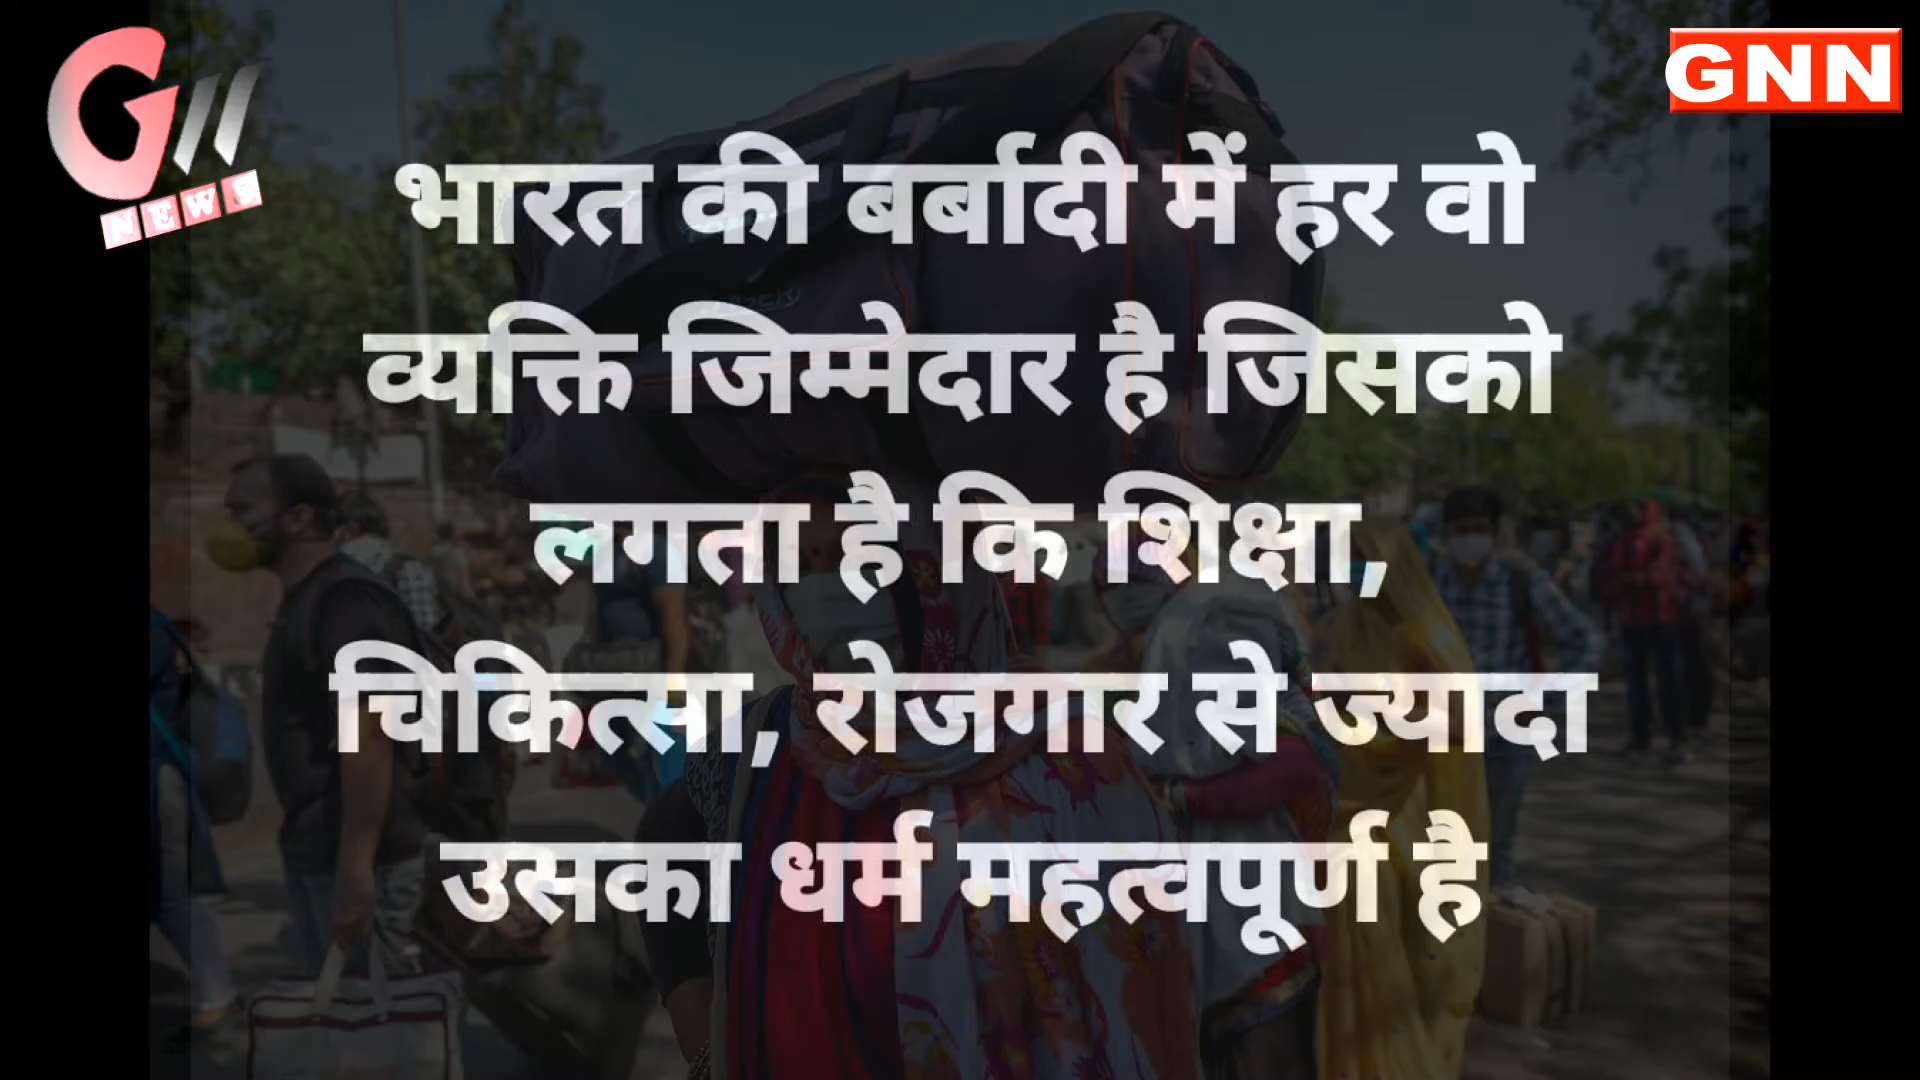 G
NEWS
GNN
भारत की बर्बादी में हर वो
व्यक्ति जिम्मेदार है जिसको
लगता है कि शिक्षा,
चिकित्सा, रोजगार से ज्यादा
उसका धर्म महत्वपूर्ण है